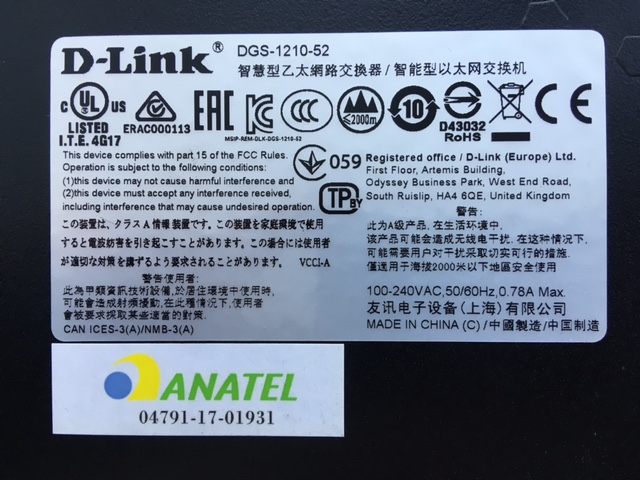 D-Link®
DGS-1210-52
智慧型乙太網路交換器/智能型以太网交换机
C UL US
LISTED
I.T.E. 4G17
ERAC000113
EAC
MSIP-REM-DLK-DGS-1210-52
CCC
≤2000m
10
D43032
RoHS
CE
This device complies with part 15 of the FCC Rules.
Operation is subject to the following conditions:
(1)this device may not cause harmful interference and
(2)this device must accept any interference received,
including interference that may cause undesired operation.
059
TP BY
Registered office / D-Link (Europe) Ltd.
First Floor, Artemis Building,
Odyssey Business Park, West End Road,
South Ruislip, HA4 6QE, United Kingdom
この装置は、クラスA情報装置です。この装置を家庭環境で使用
すると電波妨害を引き起こすことがあります。この場合には使用者
が適切な対策を講ずるよう要求されることがあります。 VCCI-A
警告使用者:
此為甲類資訊技術設備,於居住環境中使用時,
可能會造成射頻擾動,在此種情況下,使用者
會被要求採取某些適當的對策.
CAN ICES-3(A)/NMB-3(A)
警告:
此为A级产品,在生活环境中,
该产品可能会造成无线电干扰.在这种情况下,
可能需要用户对干扰采取切实可行的措施.
僅适用于海拔2000米以下地区安全使用
100-240VAC,50/60Hz,0.78A Max.
友讯电子设备(上海)有限公司
MADE IN CHINA (C)/中國製造/中国制造
ANATEL
04791-17-01931